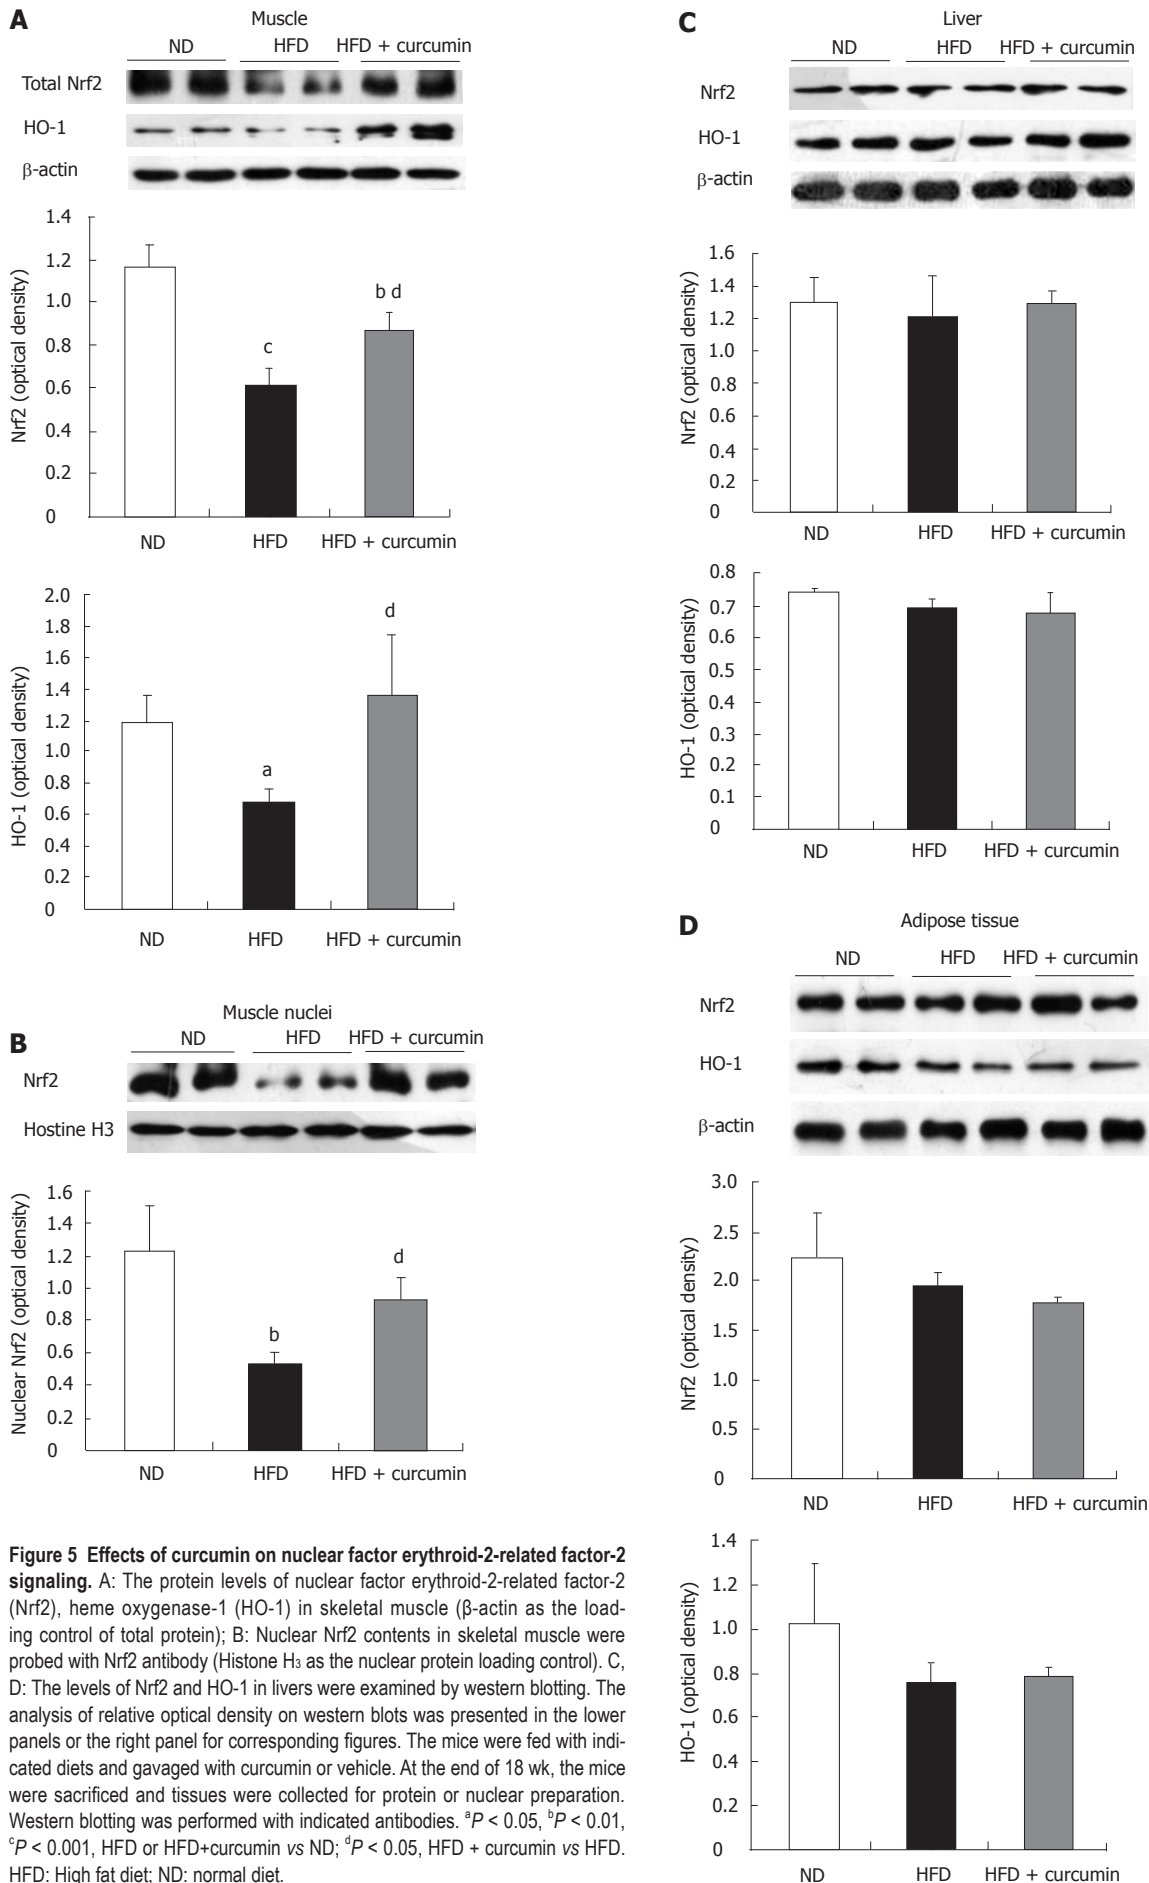 A
Muscle
ND HFD HFD + curcumin
Total Nrf2
HO-1
β-actin
1.4
1.2
1.0
0.8
0.6
0.4
0.2
0
Nrf2 (optical density)
c
b d
ND HFD HFD + curcumin
2.0
1.8
1.6
1.4
1.2
1.0
0.8
0.6
0.4
0.2
0
HO-1 (optical density)
a
d
ND HFD HFD + curcumin
B
Muscle nuclei
ND HFD HFD + curcumin
Nrf2
Hostine H3
1.6
1.4
1.2
1.0
0.8
0.6
0.4
0.2
0
Nuclear Nrf2 (optical density)
b
d
ND HFD HFD + curcumin
Figure 5 Effects of curcumin on nuclear factor erythroid-2-related factor-2
signaling. A: The protein levels of nuclear factor erythroid-2-related factor-2
(Nrf2), heme oxygenase-1 (HO-1) in skeletal muscle (β-actin as the load-
ing control of total protein); B: Nuclear Nrf2 contents in skeletal muscle were
probed with Nrf2 antibody (Histone H₃ as the nuclear protein loading control). C,
D: The levels of Nrf2 and HO-1 in livers were examined by western blotting. The
analysis of relative optical density on western blots was presented in the lower
panels or the right panel for corresponding figures. The mice were fed with indi-
cated diets and gavaged with curcumin or vehicle. At the end of 18 wk, the mice
were sacrificed and tissues were collected for protein or nuclear preparation.
Western blotting was performed with indicated antibodies. ᵃP < 0.05, ᵇP < 0.01,
ᶜP < 0.001, HFD or HFD+curcumin vs ND; ᵈP < 0.05, HFD + curcumin vs HFD.
HFD: High fat diet; ND: normal diet.
C
Liver
ND HFD HFD + curcumin
Nrf2
HO-1
β-actin
1.6
1.4
1.2
1.0
0.8
0.6
0.4
0.2
0
Nrf2 (optical density)
ND HFD HFD + curcumin
0.8
0.7
0.6
0.5
0.4
0.3
0.2
0.1
0
HO-1 (optical density)
ND HFD HFD + curcumin
D
Adipose tissue
ND HFD HFD + curcumin
Nrf2
HO-1
β-actin
3.0
2.5
2.0
1.5
1.0
0.5
0
Nrf2 (optical density)
ND HFD HFD + curcumin
1.4
1.2
1.0
0.8
0.6
0.4
0.2
0
HO-1 (optical density)
ND HFD HFD + curcumin